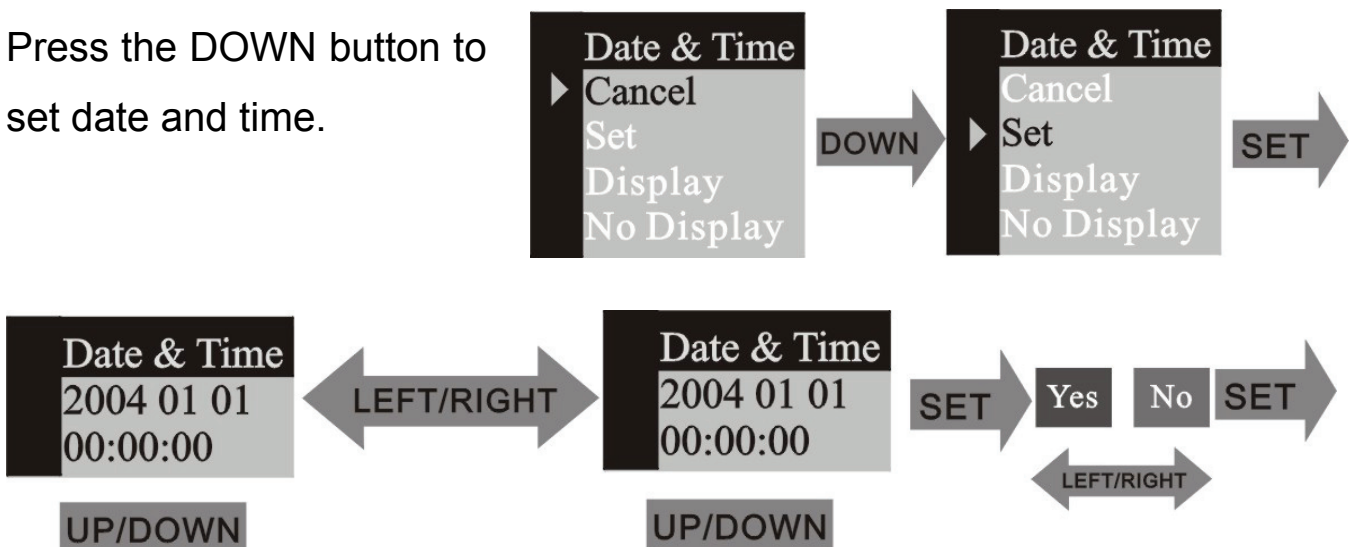 Press the DOWN button to
set date and time.
Date & Time
Cancel
Set
Display
No Display
DOWN
Date & Time
Cancel
Set
Display
No Display
SET
Date & Time
2004 01 01
00:00:00
UP/DOWN
LEFT/RIGHT
Date & Time
2004 01 01
00:00:00
UP/DOWN
SET
Yes No
LEFT/RIGHT
SET